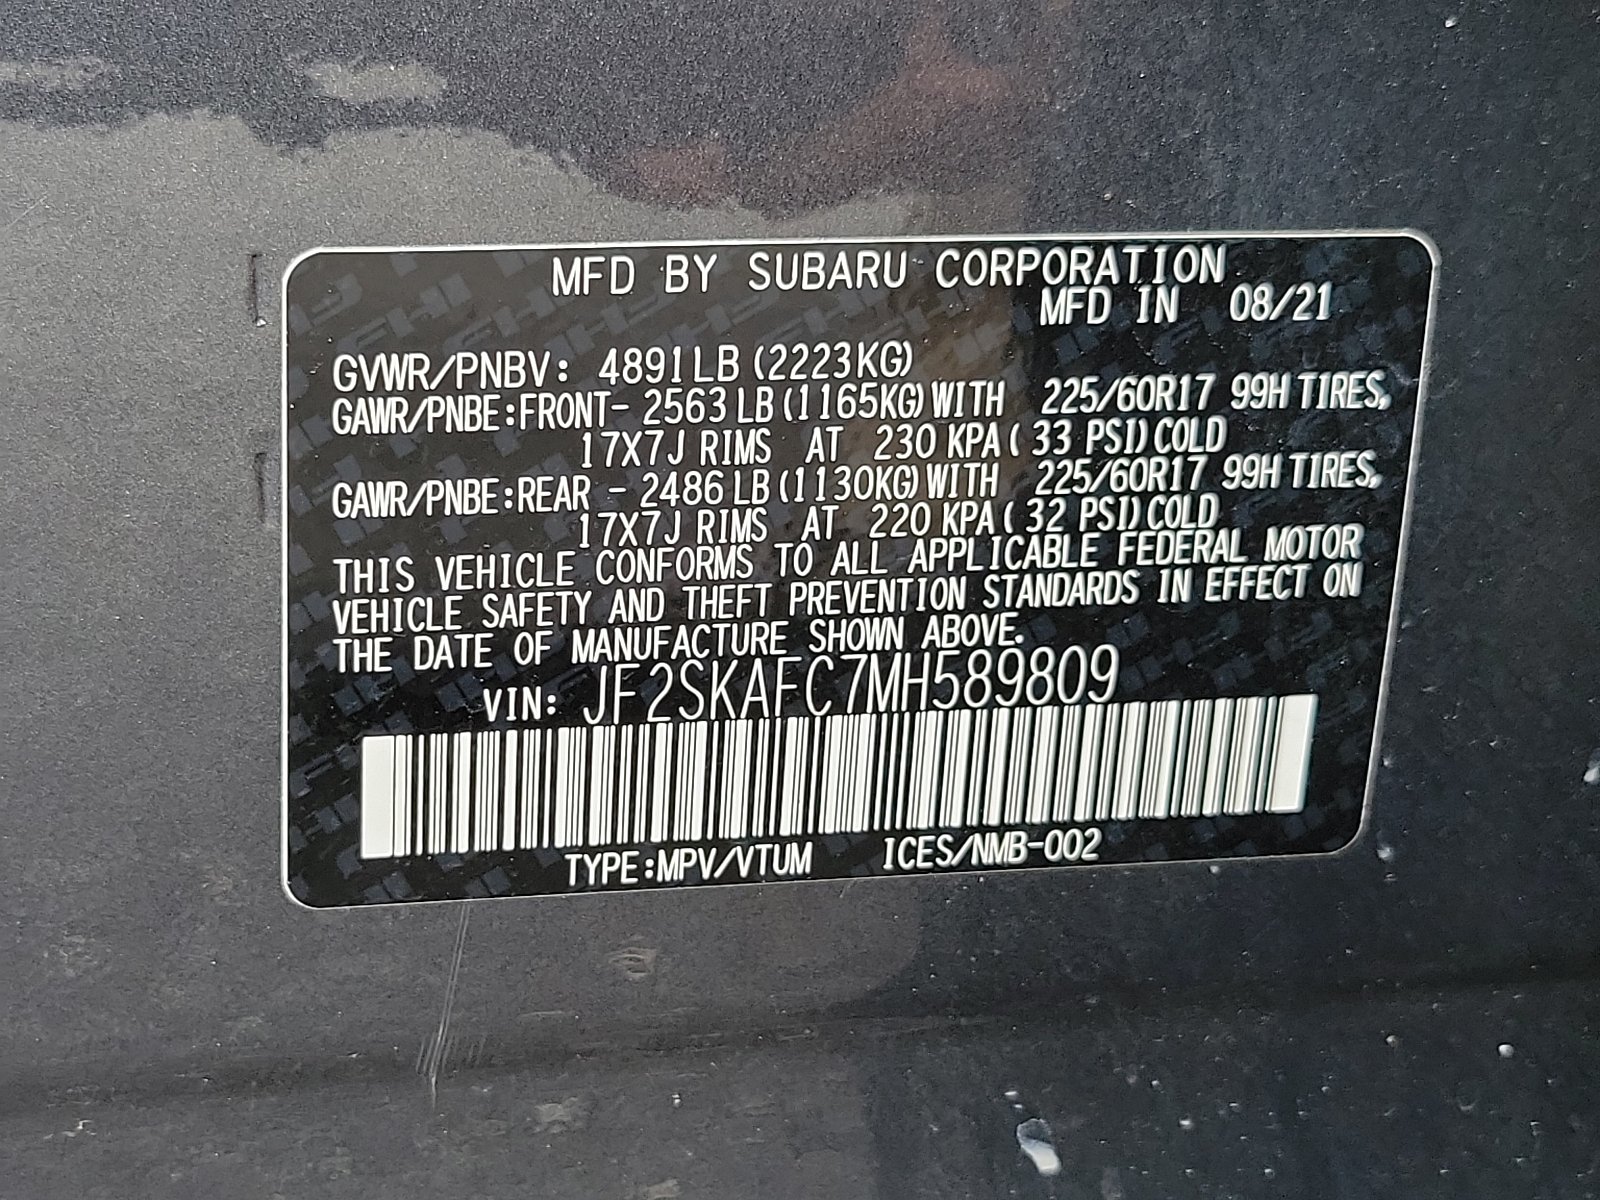 MFD BY SUBARU CORPORATION
MFD IN 08/21
GVWR/PNBV: 4891LB(2223KG)
GAWR/PNBE:FRONT- 2563LB(1165KG)WITH 225/60R17 99H TIRES,
17X7J RIMS AT 230 KPA( 33 PSI)COLD
GAWR/PNBE:REAR - 2486LB(1130KG)WITH 225/60R17 99H TIRES,
17X7J RIMS AT 220 KPA( 32 PSI)COLD
THIS VEHICLE CONFORMS TO ALL APPLICABLE FEDERAL MOTOR
VEHICLE SAFETY AND THEFT PREVENTION STANDARDS IN EFFECT ON
THE DATE OF MANUFACTURE SHOWN ABOVE.
VIN: JF2SKAFC7MH589809
TYPE:MPV/VTUM ICES/NMB-002